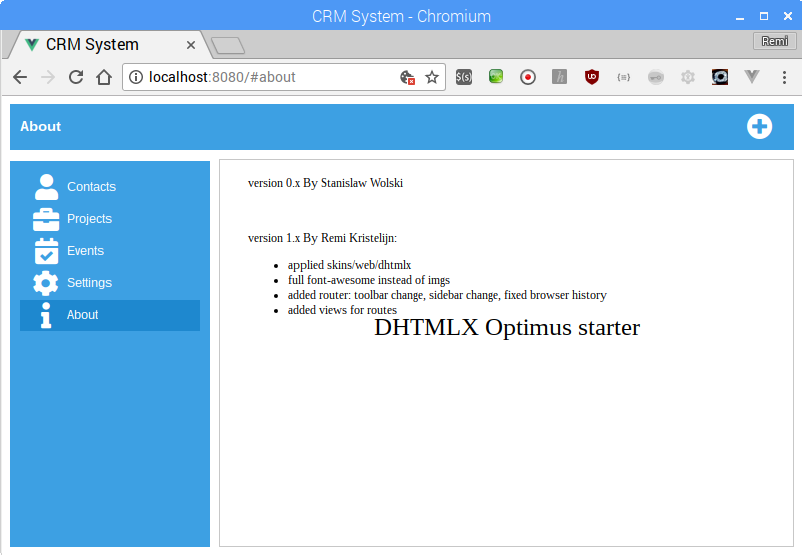 CRM System - Chromium
CRM System
Remi
localhost:8080/#about
$(s)
h
{=}
About
Contacts
Projects
Events
Settings
About
version 0.x By Stanislaw Wolski
version 1.x By Remi Kristelijn:
applied skins/web/dhtmlx
full font-awesome instead of imgs
added router: toolbar change, sidebar change, fixed browser history
added views for routes
DHTMLX Optimus starter